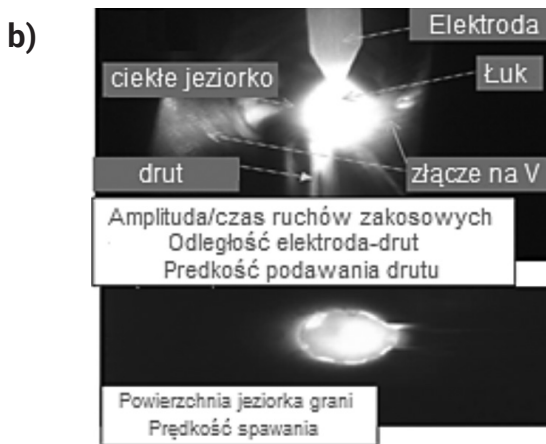 b)
Elektroda
ciekłe jeziorko
Łuk
drut
złącze na V
Amplituda/czas ruchów zakosowych
Odległość elektroda-drut
Predkość podawania drutu
Powierzchnia jeziorka grani
Prędkość spawania